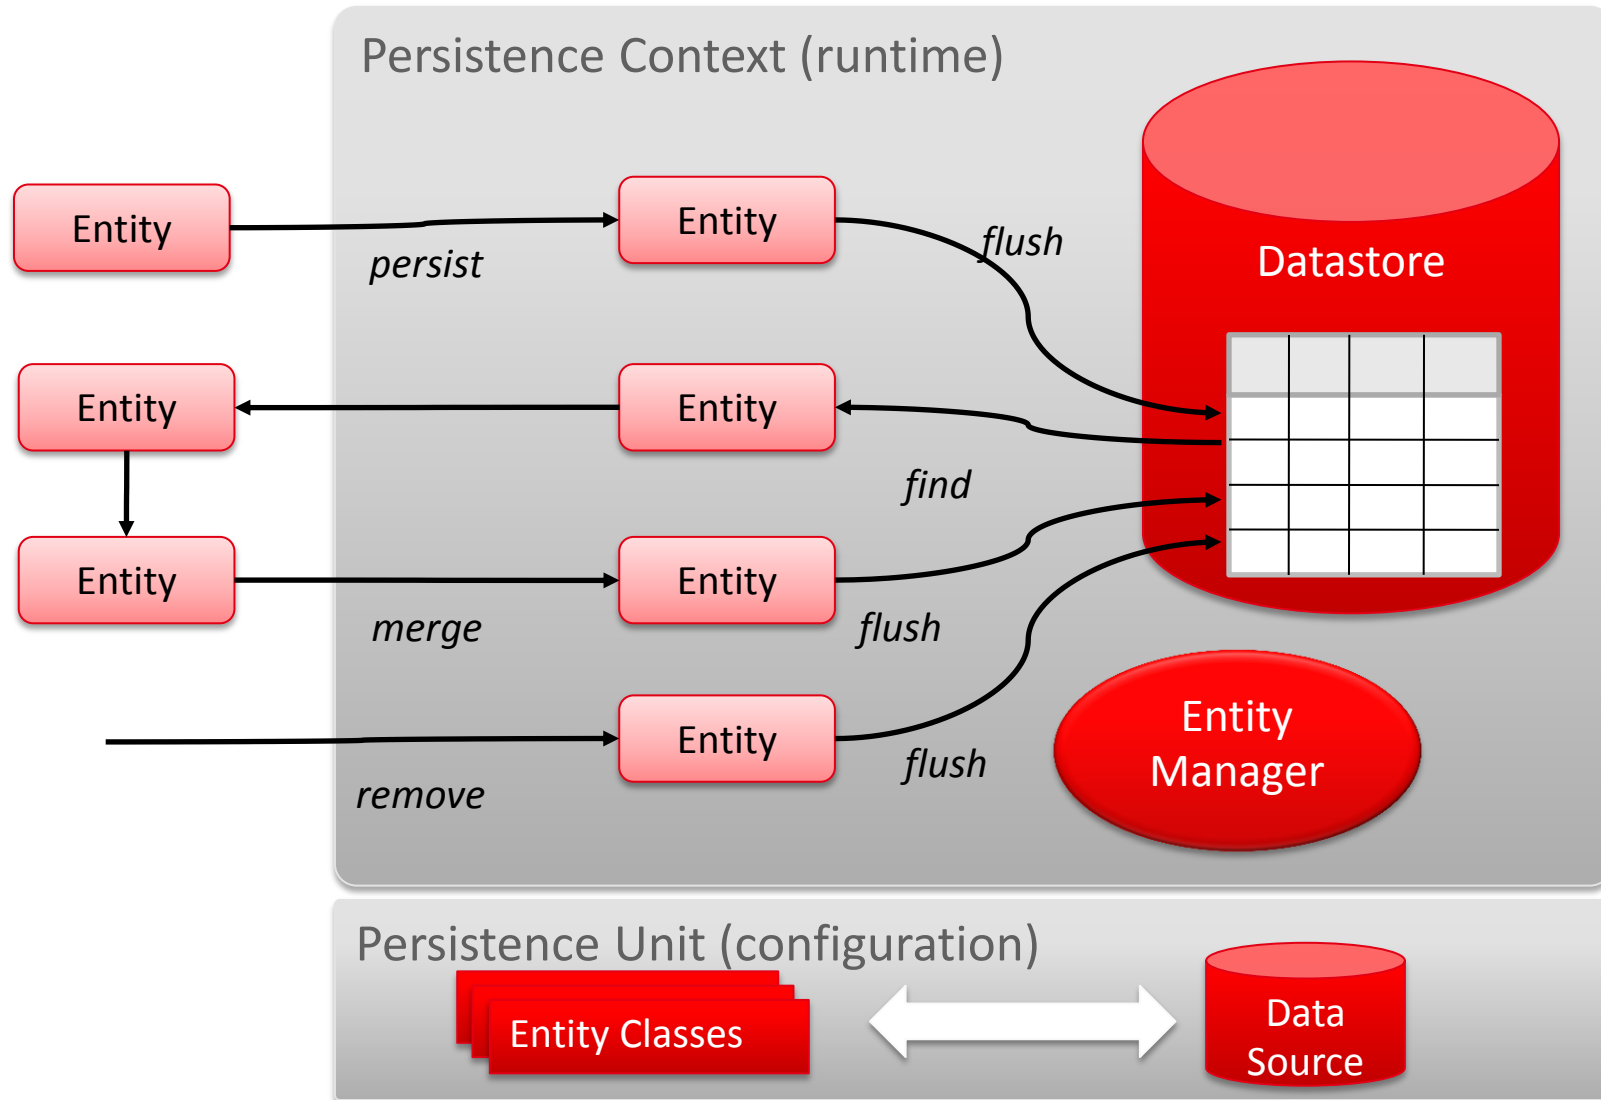 Persistence Context (runtime)
Entity
persist
Entity
flush
Datastore
Entity
Entity
find
Entity
merge
Entity
flush
remove
Entity
flush
Entity
Manager
Persistence Unit (configuration)
Entity Classes
Data
Source